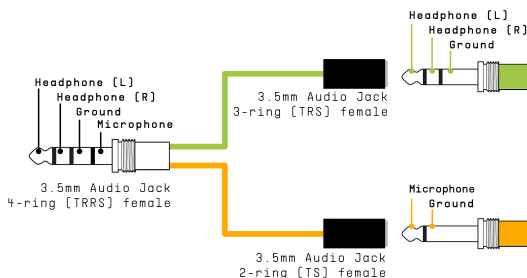 Headphone (L)
Headphone (R)
Ground
Microphone
3.5mm Audio Jack
4-ring (TRRS) female
3.5mm Audio Jack
3-ring (TRS) female
Headphone (L)
Headphone (R)
Ground
3.5mm Audio Jack
2-ring (TS) female
Microphone
Ground